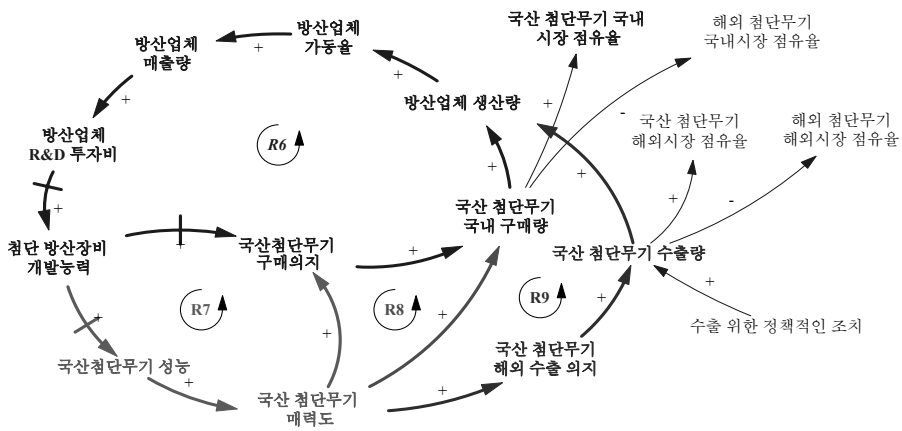 국산 첨단무기 국내
시장 점유율
해외 첨단무기
국내시장 점유율
방산업체
가동율
+
방산업체
매출량
+
+
방산업체 생산량
+
-
국산 첨단무기
해외시장 점유율
해외 첨단무기
해외시장 점유율
방산업체
R&D 투자비
R6
+
+
+
+
-
국산 첨단무기
국내 구매량
첨단 방산장비
개발능력
+
국산첨단무기
구매의지
+
국산 첨단무기 수출량
+
R7
R8
R9
+
+
+
+
수출 위한 정책적인 조치
국산첨단무기 성능
+
국산 첨단무기
해외 수출 의지
국산 첨단무기
매력도
+